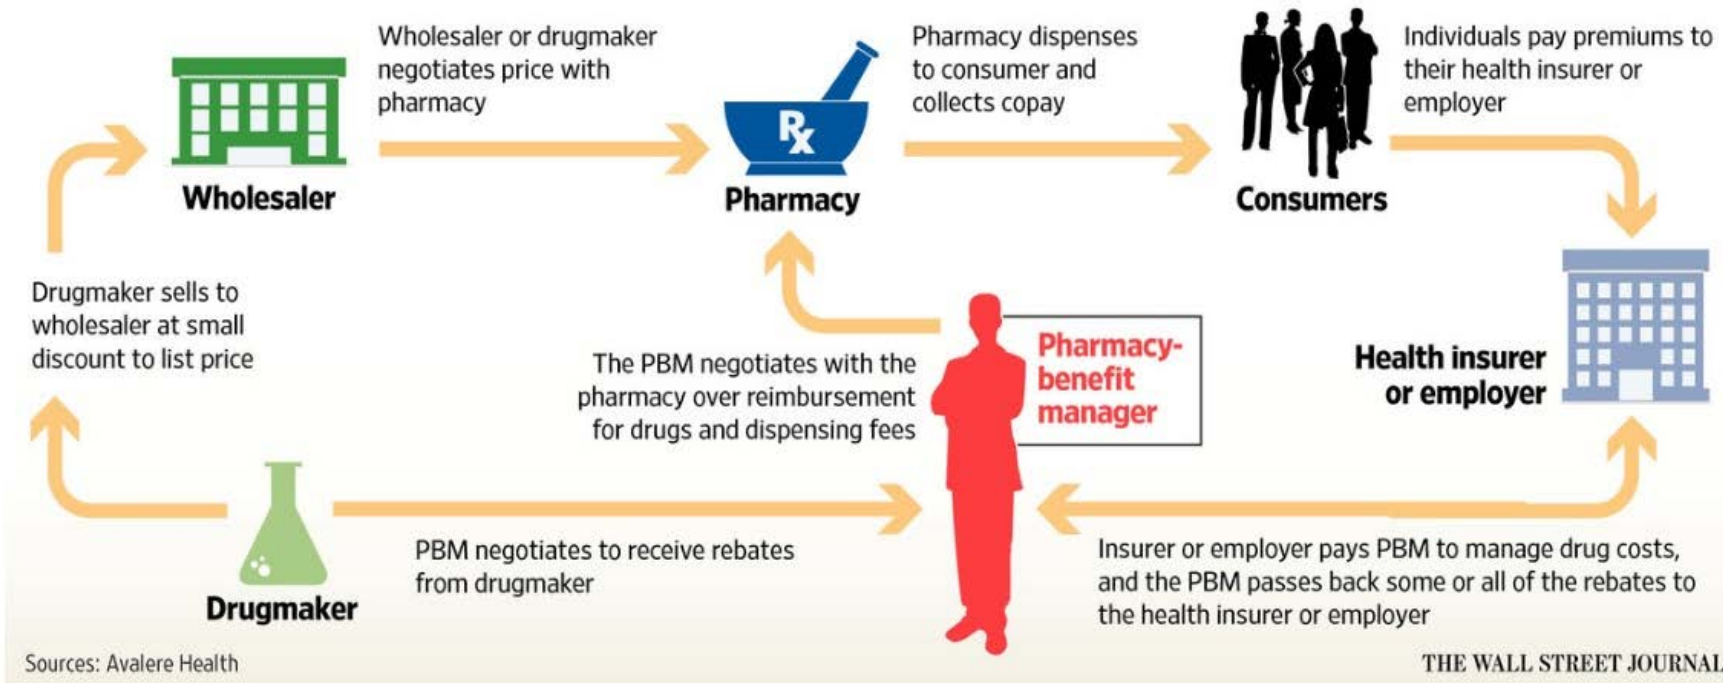 Wholesaler or drugmaker
negotiates price with
pharmacy
Pharmacy dispenses
to consumer and
collects copay
Individuals pay premiums to
their health insurer or
employer
Wholesaler
Rx
Pharmacy
Consumers
Drugmaker sells to
wholesaler at small
discount to list price
The PBM negotiates with the
pharmacy over reimbursement
for drugs and dispensing fees
Pharmacy-
benefit
manager
Health insurer
or employer
Drugmaker
PBM negotiates to receive rebates
from drugmaker
Insurer or employer pays PBM to manage drug costs,
and the PBM passes back some or all of the rebates to
the health insurer or employer
Sources: Avalere Health
THE WALL STREET JOURNAL